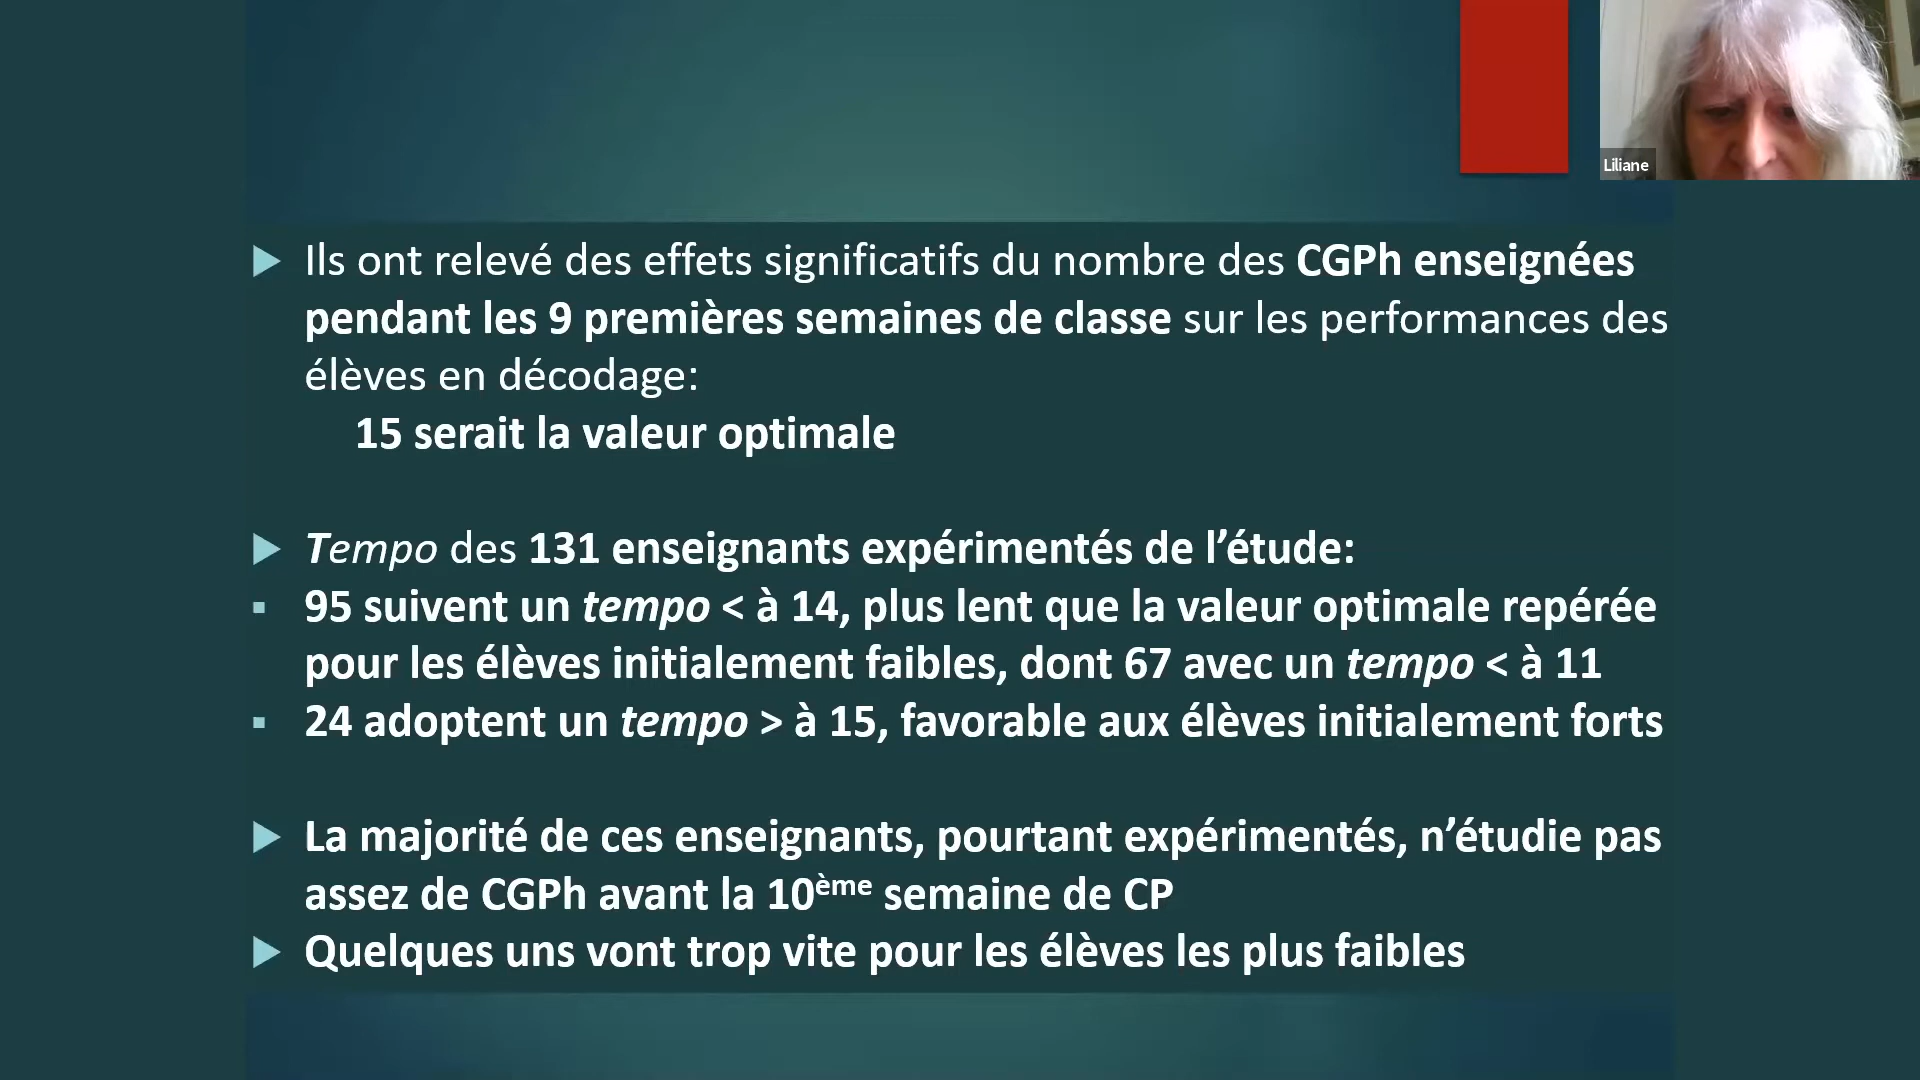 Liliane
Ils ont relevé des effets significatifs du nombre des CGPh enseignées
pendant les 9 premières semaines de classe sur les performances des
élèves en décodage:
15 serait la valeur optimale
Tempo des 131 enseignants expérimentés de l’étude:
95 suivent un tempo < à 14, plus lent que la valeur optimale repérée
pour les élèves initialement faibles, dont 67 avec un tempo < à 11
24 adoptent un tempo > à 15, favorable aux élèves initialement forts
La majorité de ces enseignants, pourtant expérimentés, n’étudie pas
assez de CGPh avant la 10ème semaine de CP
Quelques uns vont trop vite pour les élèves les plus faibles